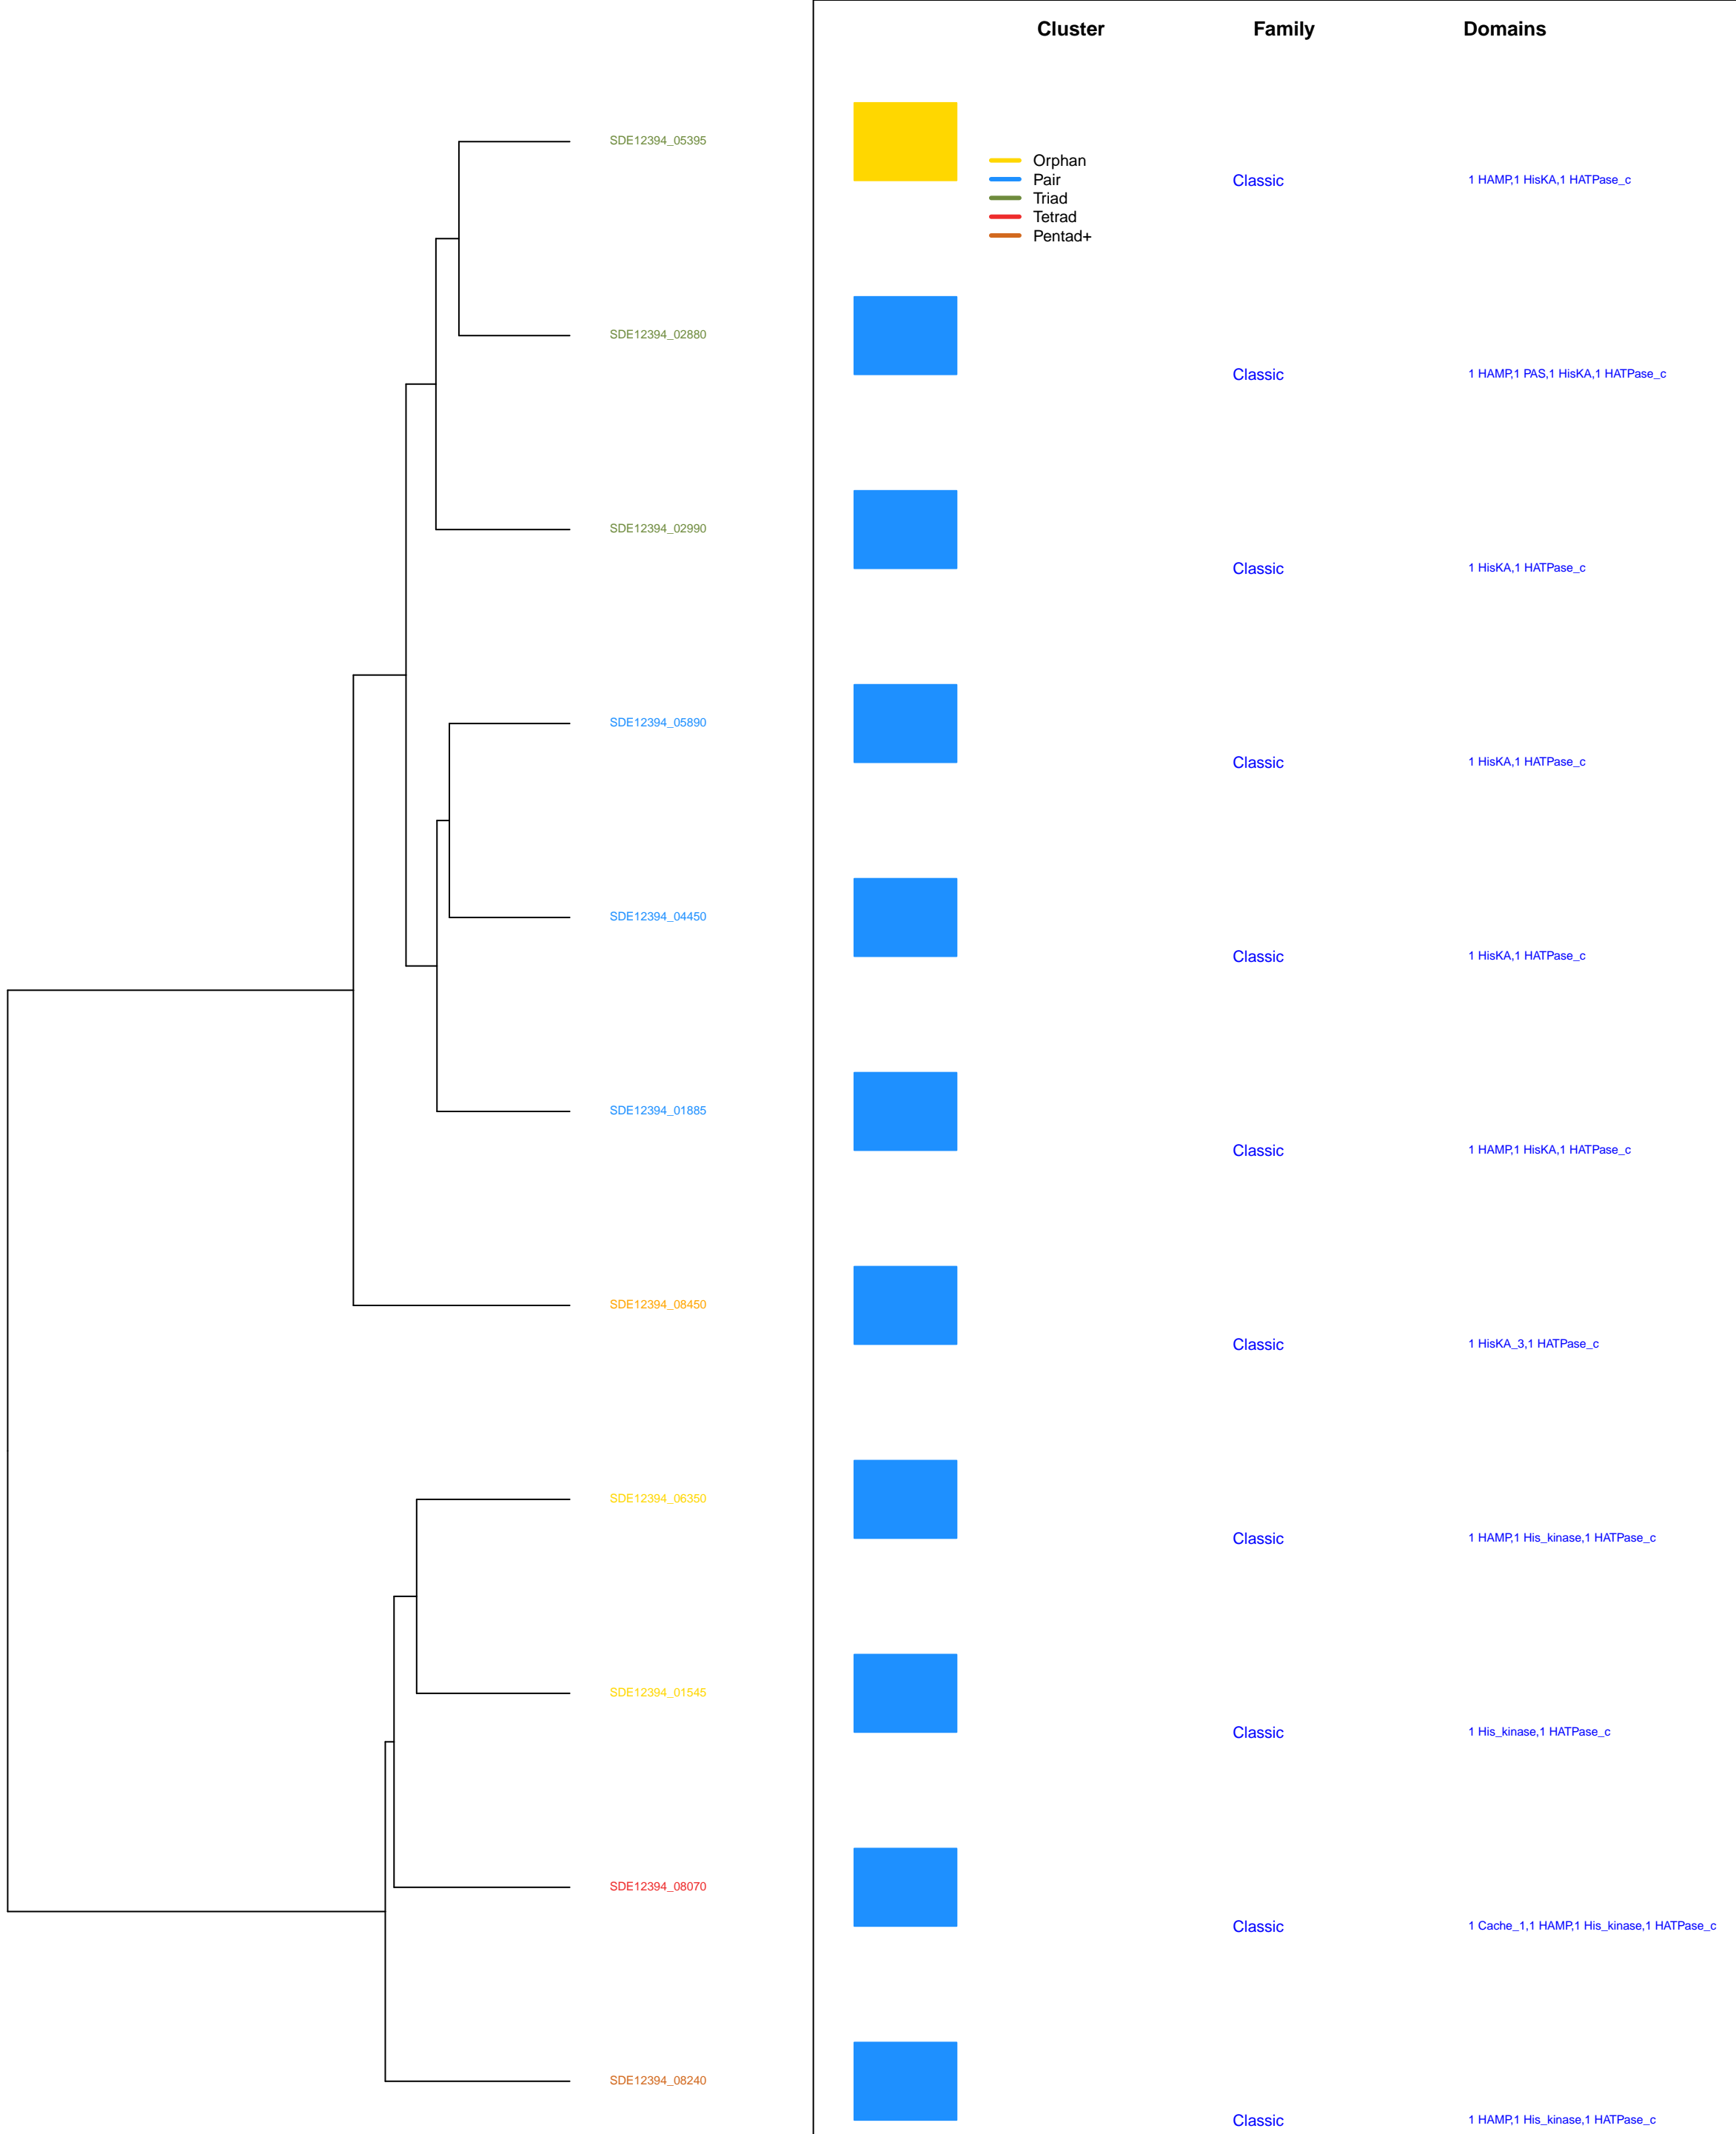 Cluster Family Domains
SDE12394_05395
Orphan
Pair
Classic 1 HAMP,1 HisKA,1 HATPase_c
Triad
Tetrad
Pentad+
SDE12394_02880
Classic 1 HAMP,1 PAS,1 HisKA,1 HATPase_c
SDE12394_02990
Classic 1 HisKA,1 HATPase_c
SDE12394_05890
Classic 1 HisKA,1 HATPase_c
SDE12394_04450
Classic 1 HisKA,1 HATPase_c
SDE12394_01885
Classic 1 HAMP,1 HisKA,1 HATPase_c
SDE12394_08450
Classic 1 HisKA_3,1 HATPase_c
SDE12394_06350
Classic 1 HAMP,1 His_kinase,1 HATPase_c
SDE12394_01545
Classic 1 His_kinase,1 HATPase_c
SDE12394_08070
Classic 1 Cache_1,1 HAMP,1 His_kinase,1 HATPase_c
SDE12394_08240
Classic 1 HAMP,1 His_kinase,1 HATPase_c